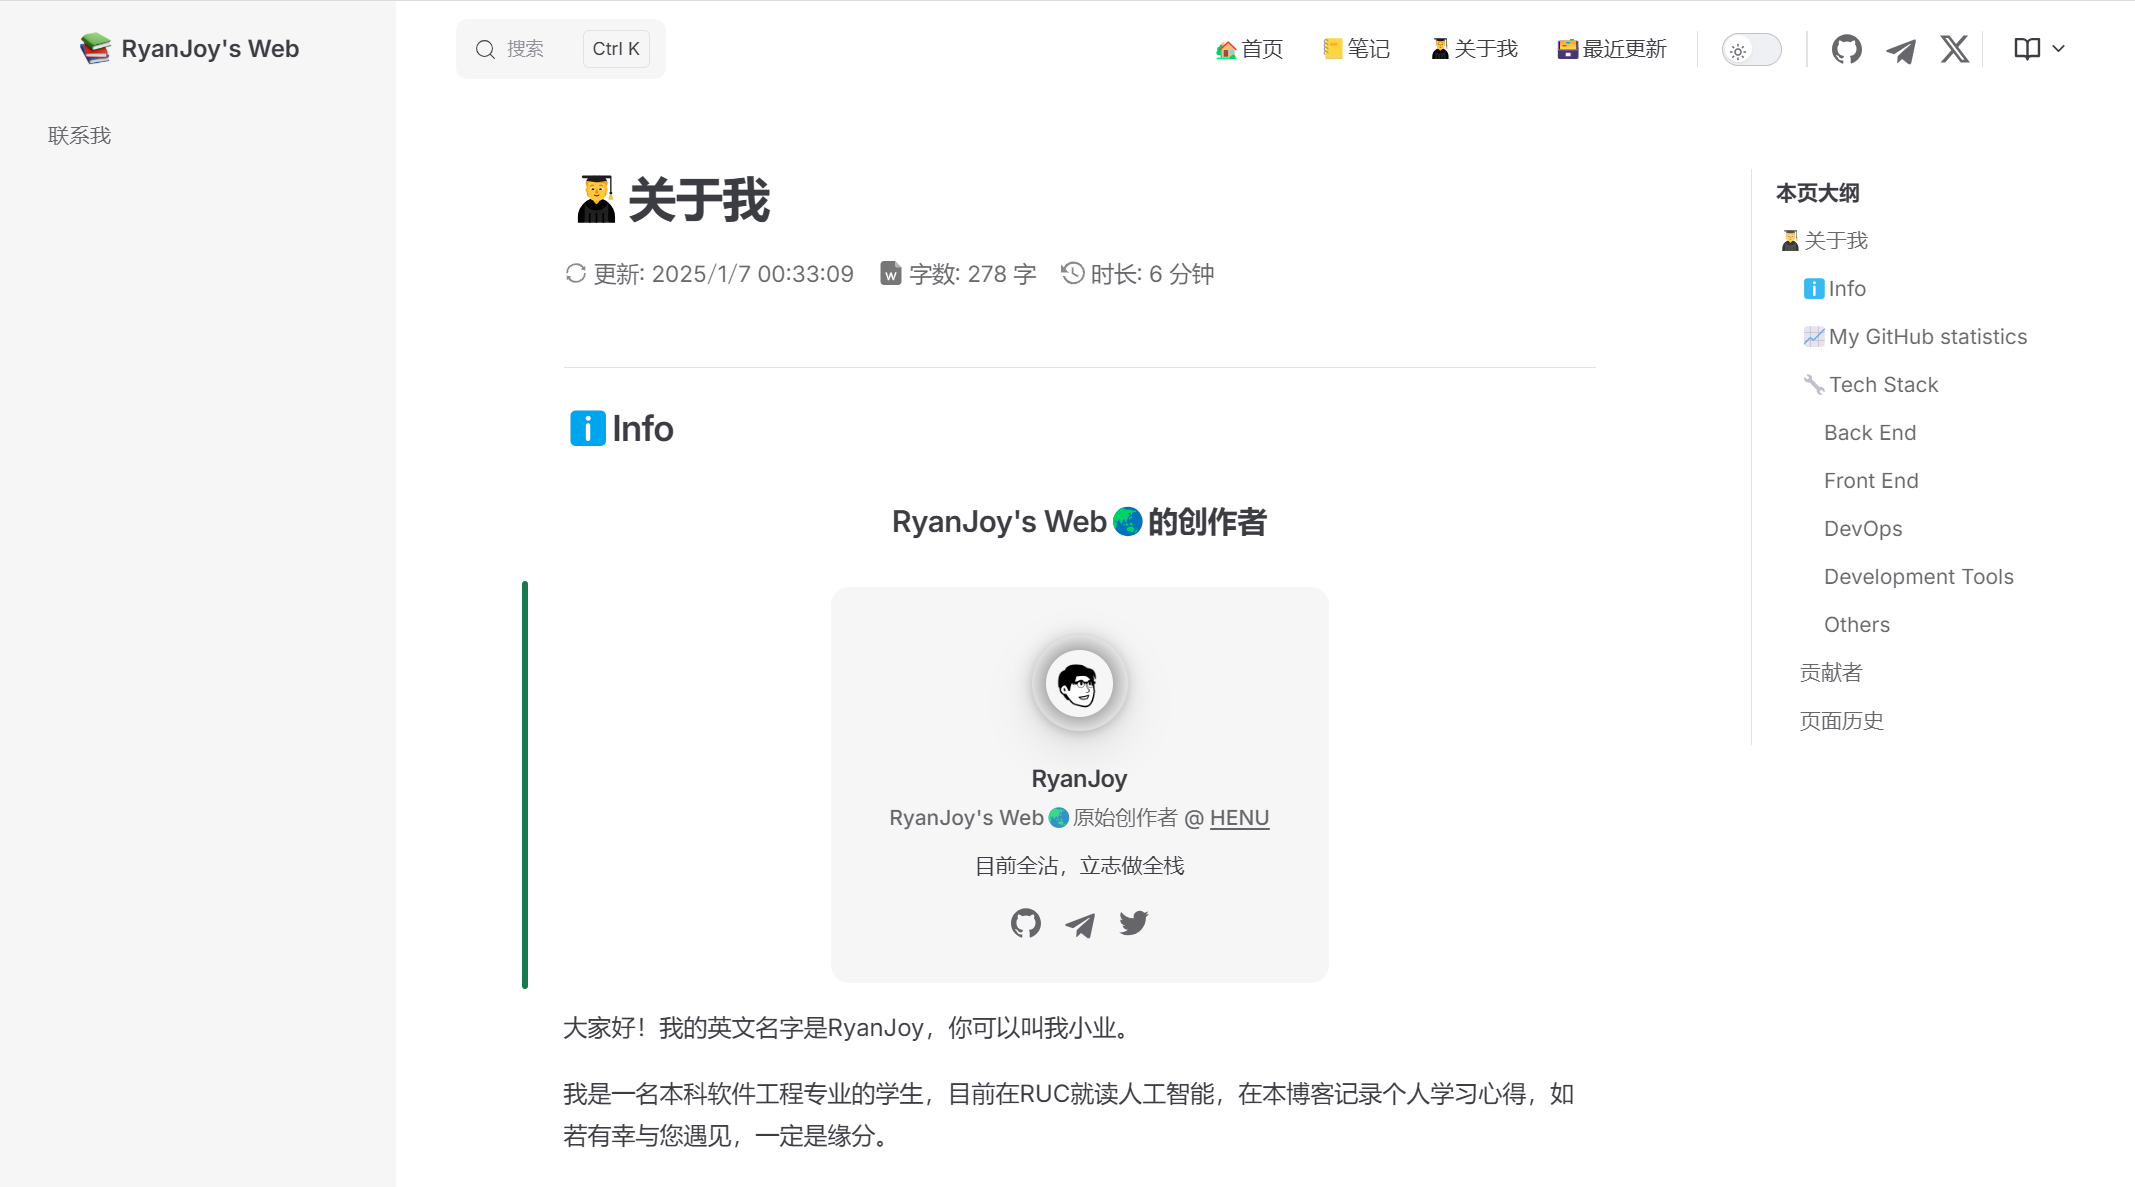 RyanJoy's Web
搜索
Ctrl K
首页
笔记
关于我
最近更新
联系我
关于我
更新: 2025/1/7 00:33:09
字数: 278 字
时长: 6 分钟
Info
RyanJoy's Web🌏的创作者
RyanJoy
RyanJoy's Web🌏原始创作者 @ HENU
目前全沾，立志做全栈
大家好！我的英文名字是RyanJoy，你可以叫我小业。
我是一名本科软件工程专业的学生，目前在RUC就读人工智能，在本博客记录个人学习心得，如
若有幸与您遇见，一定是缘分。
本页大纲
关于我
Info
My GitHub statistics
Tech Stack
Back End
Front End
DevOps
Development Tools
Others
贡献者
页面历史